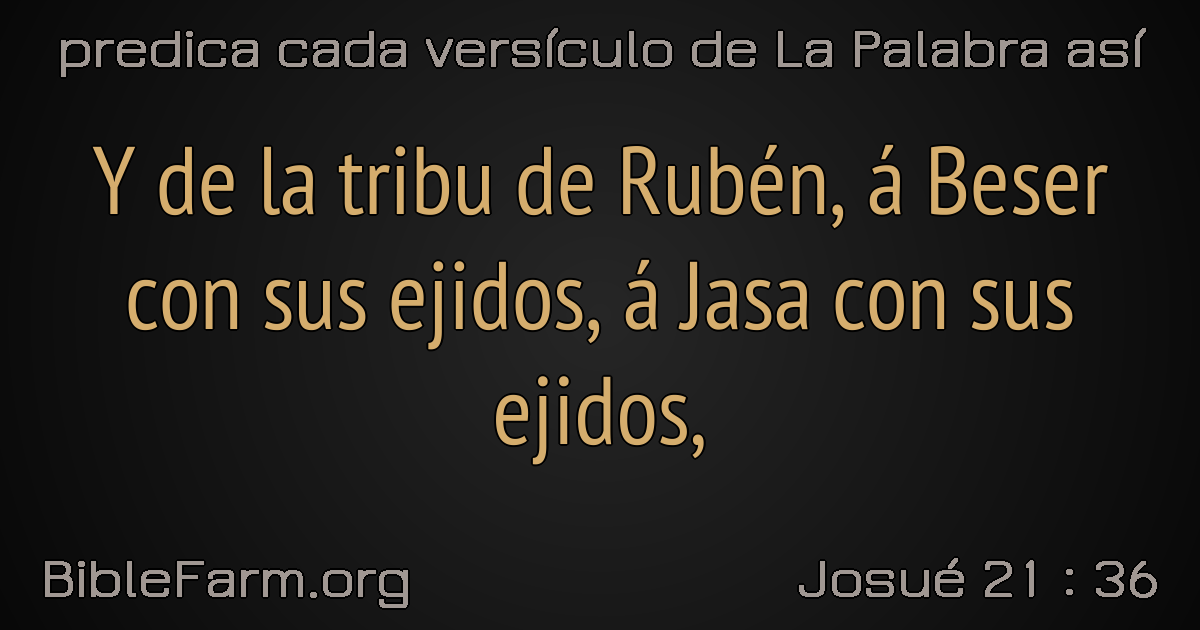 predica cada versículo de La Palabra así
Y de la tribu de Rubén, á Beser
con sus ejidos, á Jasa con sus
ejidos,
BibleFarm.org
Josué 21 : 36